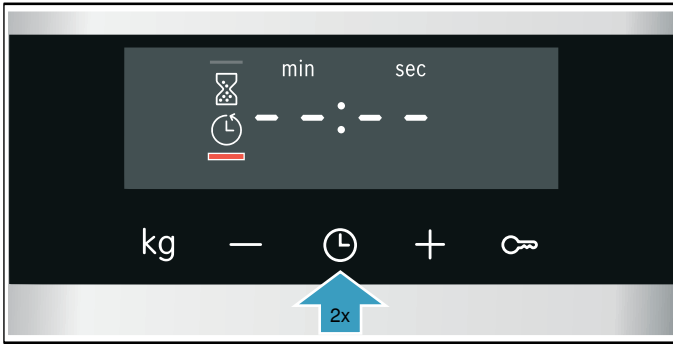 min sec
--:--
kg − +
2x